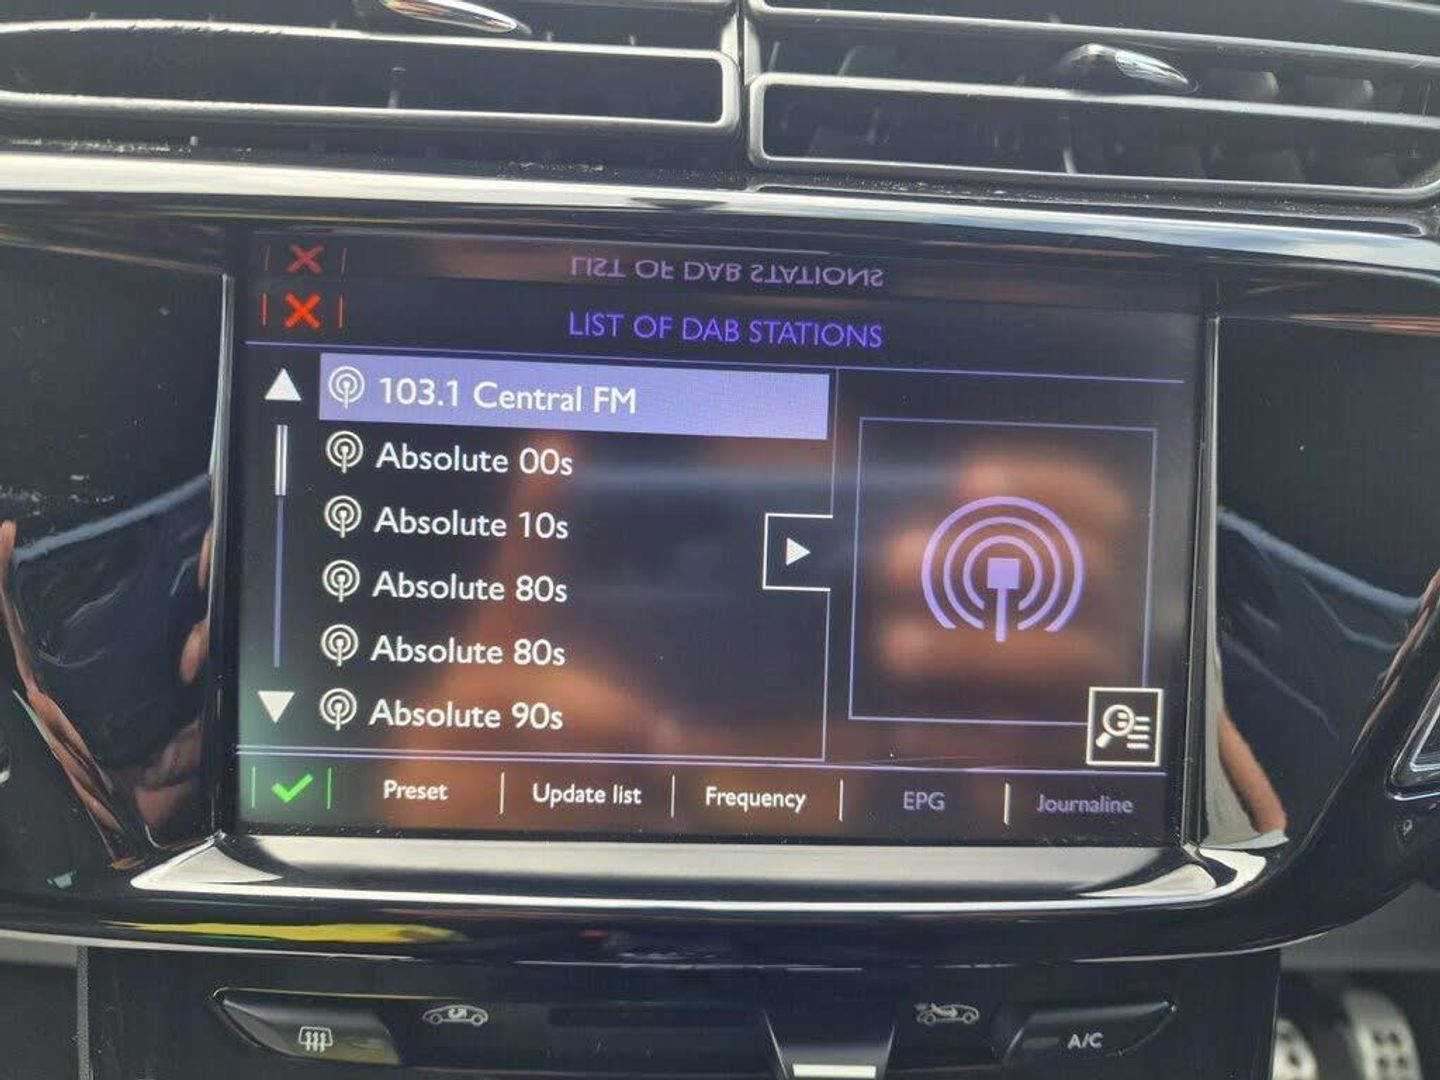 LIST OF DAB STATIONS
LIST OF DAB STATIONS
103.1 Central FM
Absolute 00s
Absolute 10s
Absolute 80s
Absolute 80s
Absolute 90s
Preset
Update list
Frequency
EPG
Journaline
A/C